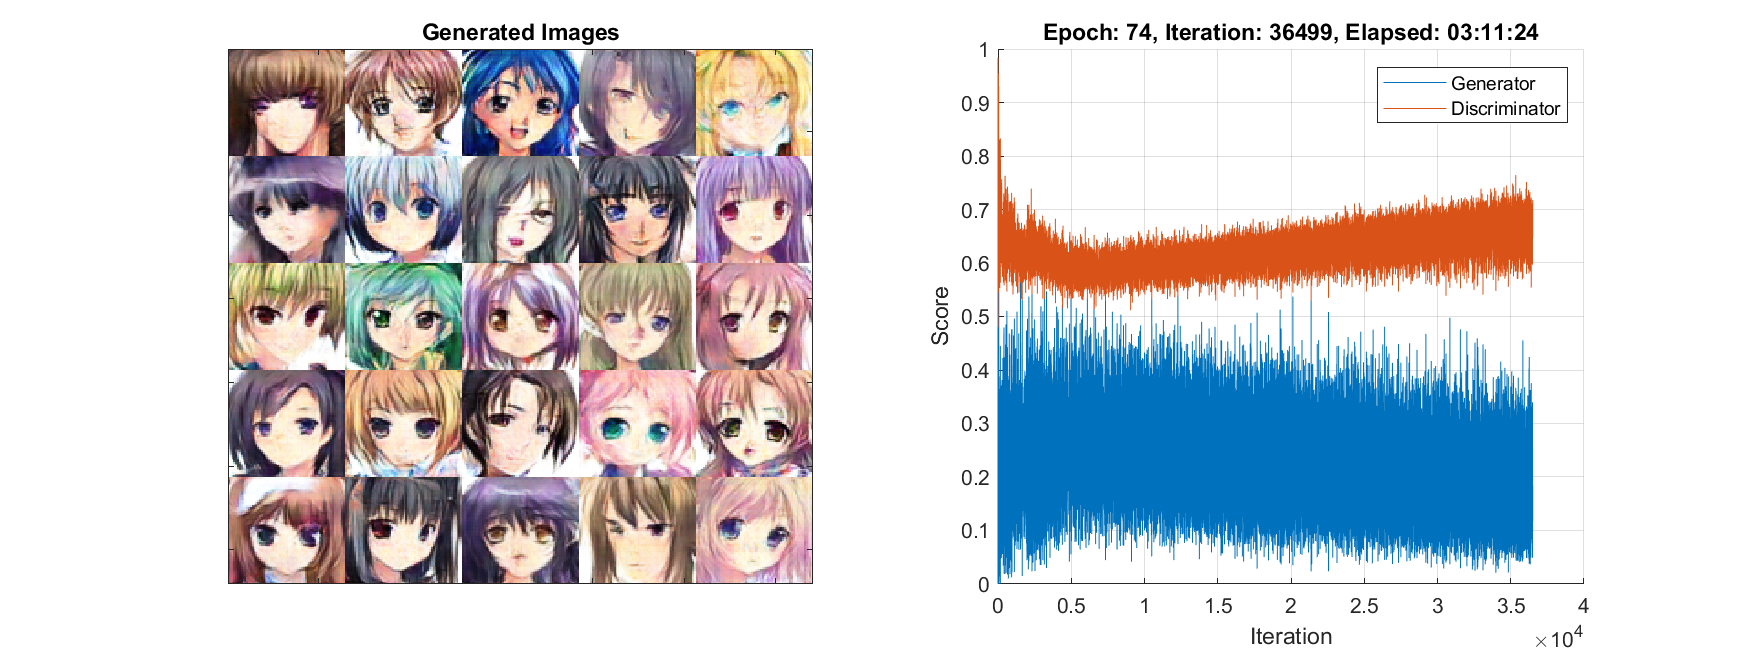 Generated Images
Epoch: 74, Iteration: 36499, Elapsed: 03:11:24
Generator
Discriminator
Score
1
0.9
0.8
0.7
0.6
0.5
0.4
0.3
0.2
0.1
0
0 0.5 1 1.5 2 2.5 3 3.5 4
Iteration
×10⁴